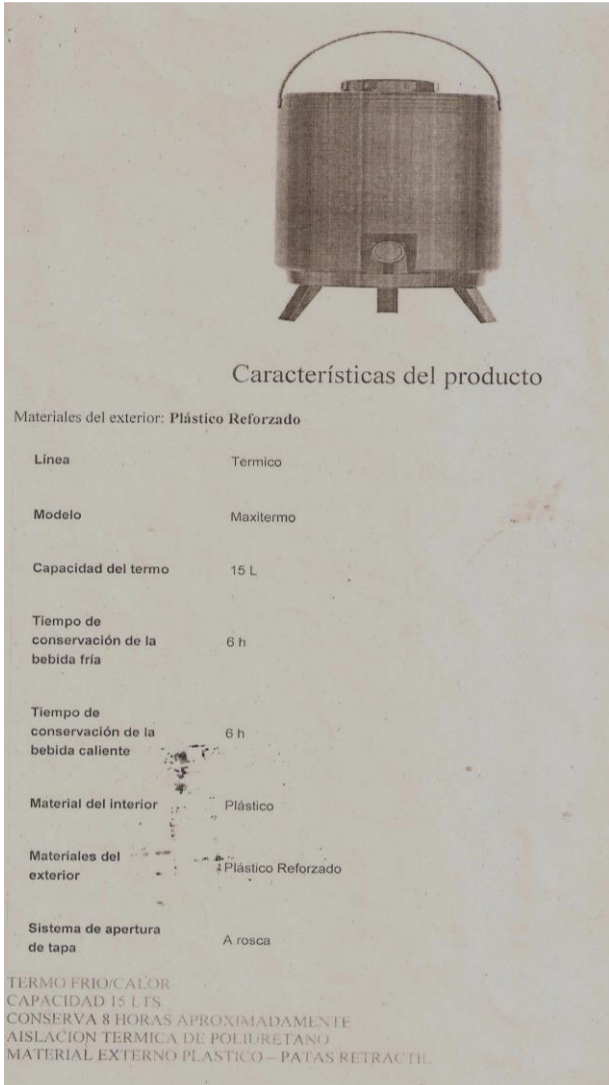 Características del producto
Materiales del exterior: Plástico Reforzado
Línea Termico
Modelo Maxitermo
Capacidad del termo 15 L
Tiempo de
conservación de la 6 h
bebida fría
Tiempo de
conservación de la 6 h
bebida caliente
Material del interior Plástico
Materiales del
exterior Plástico Reforzado
Sistema de apertura
de tapa A rosca
TERMO FRIO/CALOR
CAPACIDAD 15 LTS
CONSERVA 8 HORAS APROXIMADAMENTE
AISLACION TERMICA DE POLIURETANO
MATERIAL EXTERNO PLASTICO – PATAS RETRACTIL